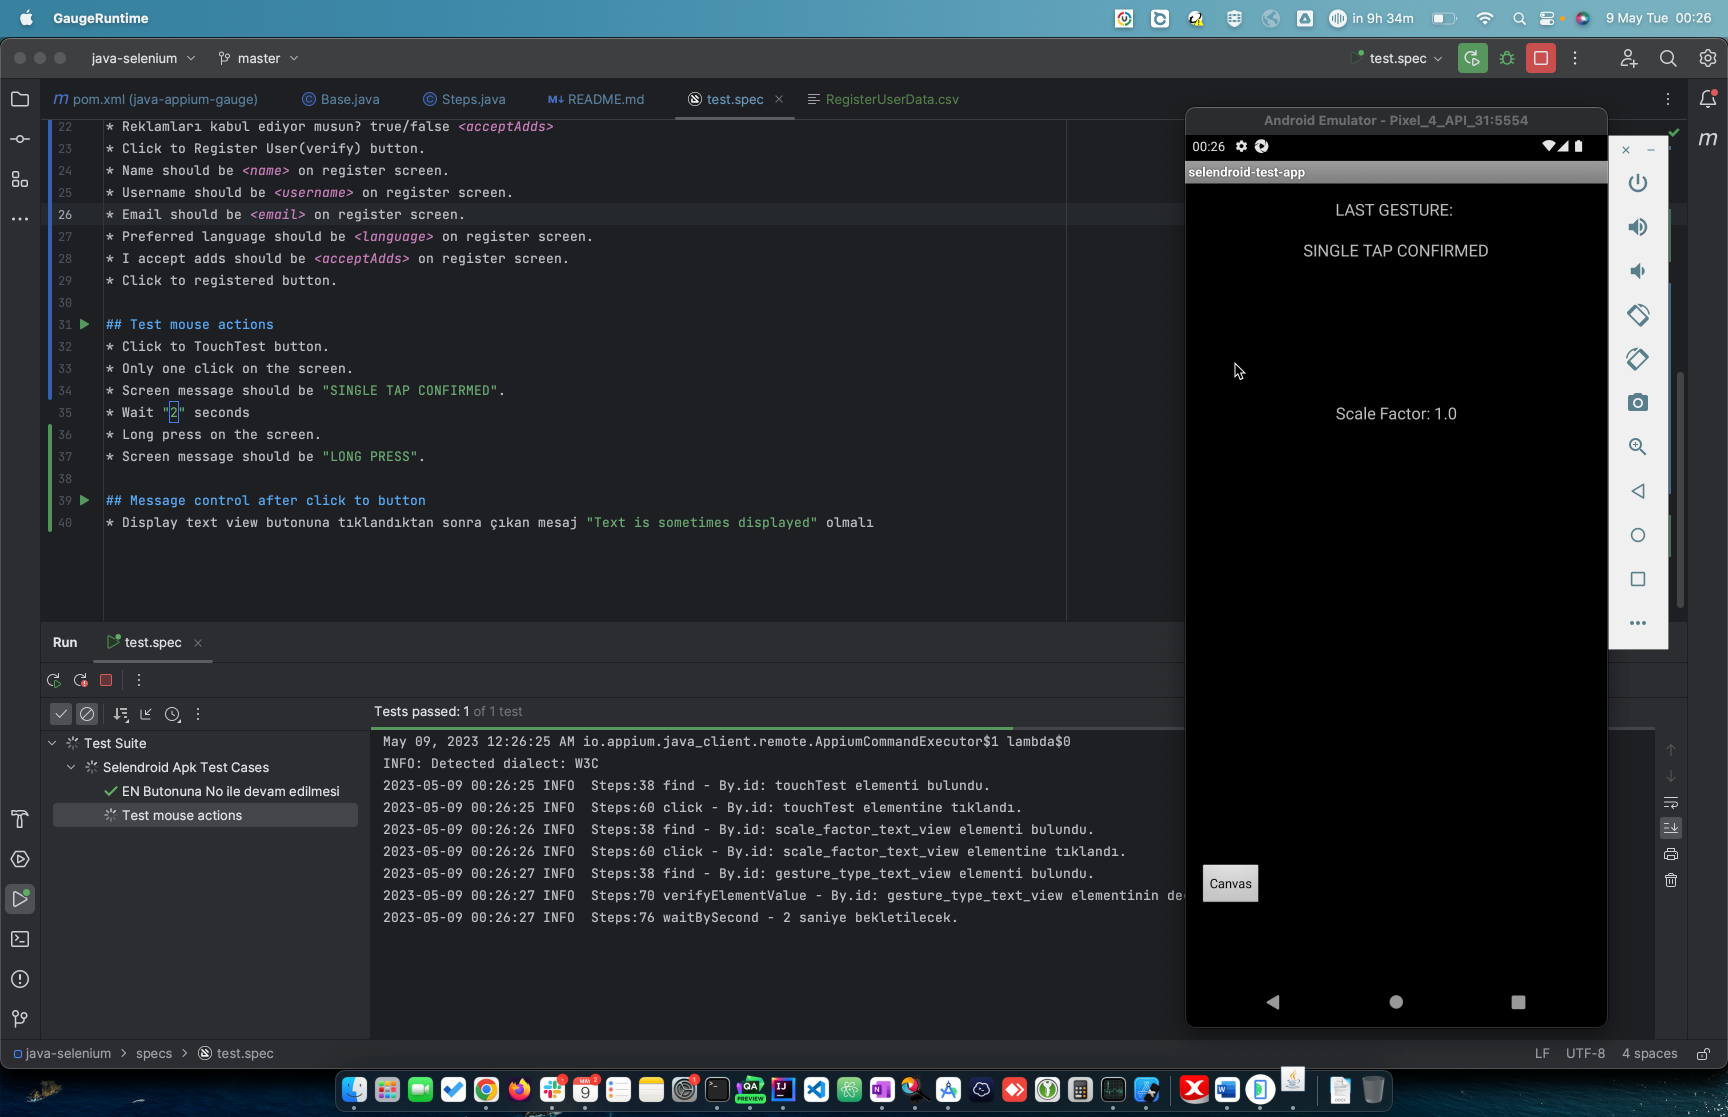 GaugeRuntime
in 9h 34m
9 May Tue 00:26
java-selenium
master
test.spec
m pom.xml (java-appium-gauge)
Base.java
Steps.java
M↓ README.md
test.spec
RegisterUserData.csv
22 * Reklamları kabul ediyor musun? true/false <acceptAdds>
23 * Click to Register User(verify) button.
24 * Name should be <name> on register screen.
25 * Username should be <username> on register screen.
26 * Email should be <email> on register screen.
27 * Preferred language should be <language> on register screen.
28 * I accept adds should be <acceptAdds> on register screen.
29 * Click to registered button.
30
31 ## Test mouse actions
32 * Click to TouchTest button.
33 * Only one click on the screen.
34 * Screen message should be "SINGLE TAP CONFIRMED".
35 * Wait "2" seconds
36 * Long press on the screen.
37 * Screen message should be "LONG PRESS".
38
39 ## Message control after click to button
40 * Display text view butonuna tıklandıktan sonra çıkan mesaj "Text is sometimes displayed" olmalı
Android Emulator - Pixel_4_API_31:5554
00:26
selendroid-test-app
LAST GESTURE:
SINGLE TAP CONFIRMED
Scale Factor: 1.0
Canvas
Run
test.spec
Tests passed: 1 of 1 test
Test Suite
Selendroid Apk Test Cases
EN Butonuna No ile devam edilmesi
Test mouse actions
May 09, 2023 12:26:25 AM io.appium.java_client.remote.AppiumCommandExecutor$1 lambda$0
INFO: Detected dialect: W3C
2023-05-09 00:26:25 INFO  Steps:38 find - By.id: touchTest elementi bulundu.
2023-05-09 00:26:25 INFO  Steps:60 click - By.id: touchTest elementine tıklandı.
2023-05-09 00:26:26 INFO  Steps:38 find - By.id: scale_factor_text_view elementi bulundu.
2023-05-09 00:26:26 INFO  Steps:60 click - By.id: scale_factor_text_view elementine tıklandı.
2023-05-09 00:26:27 INFO  Steps:38 find - By.id: gesture_type_text_view elementi bulundu.
2023-05-09 00:26:27 INFO  Steps:70 verifyElementValue - By.id: gesture_type_text_view elementinin de
2023-05-09 00:26:27 INFO  Steps:76 waitBySecond - 2 saniye bekletilecek.
java-selenium > specs > test.spec
LF UTF-8 4 spaces